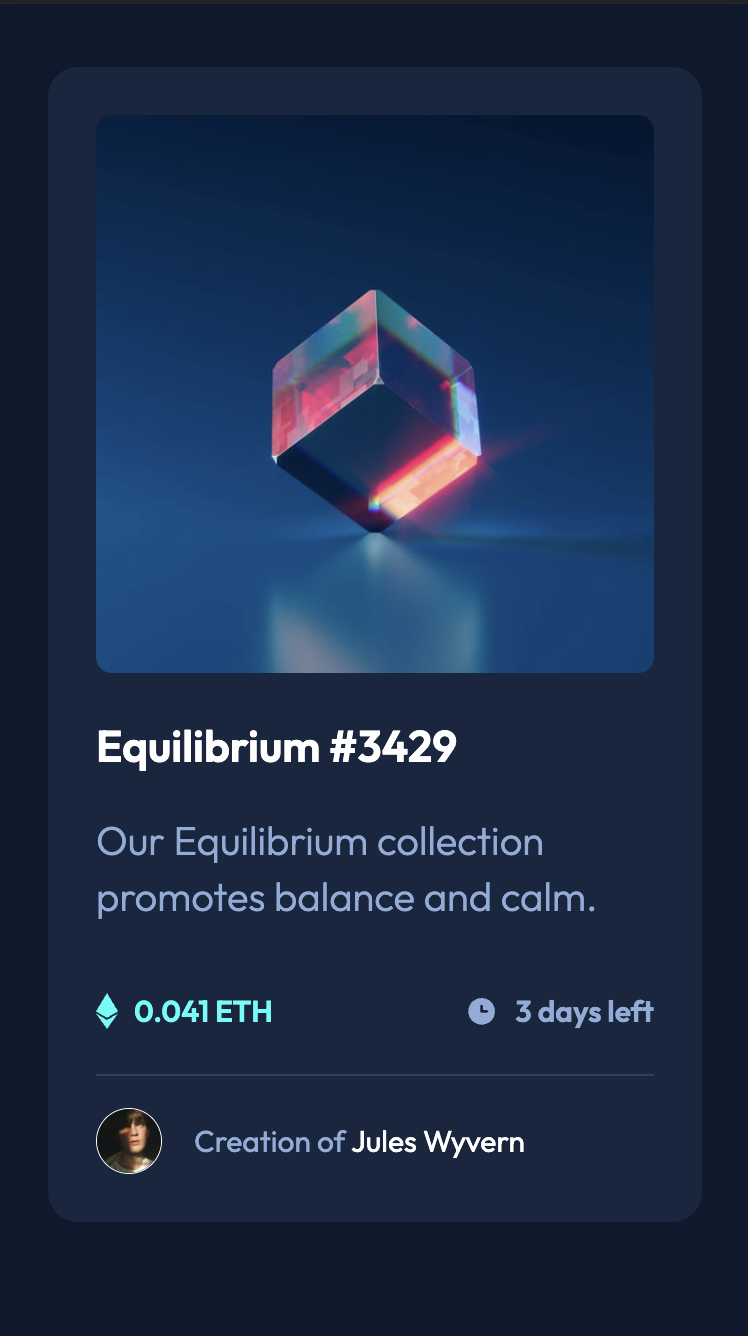 Equilibrium #3429
Our Equilibrium collection
promotes balance and calm.
0.041 ETH
3 days left
Creation of Jules Wyvern